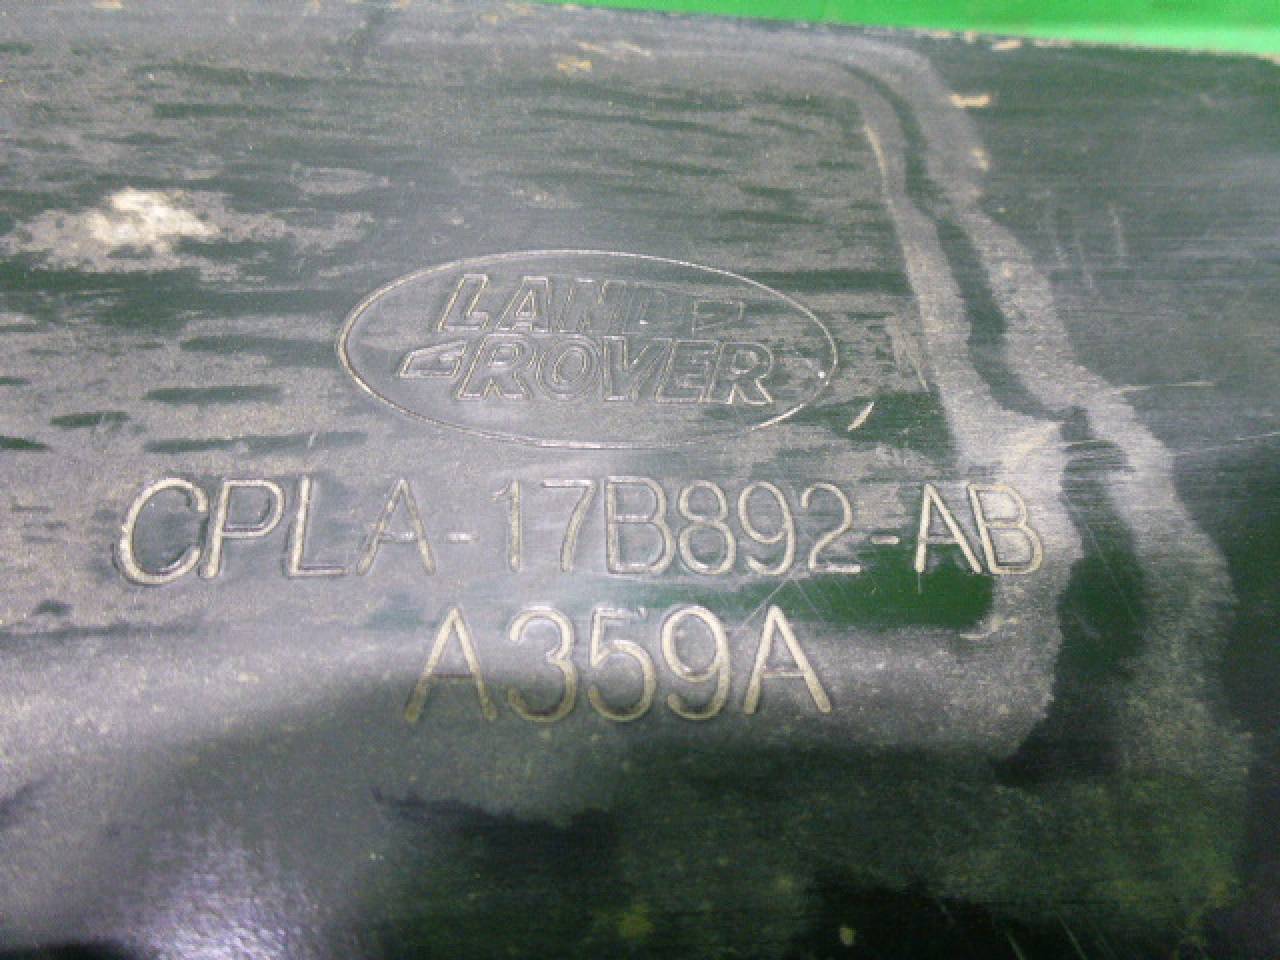 LAND
ROVER
CPLA-17B892-AB
A359A